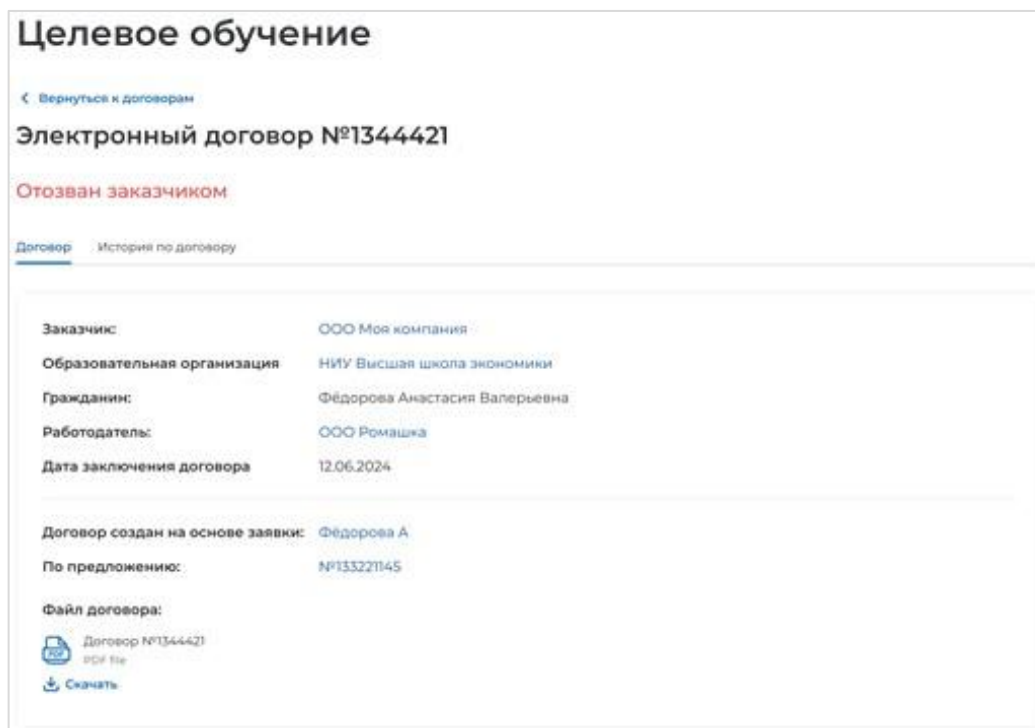 Целевое обучение
Вернуться к договорам
Электронный договор №1344421
Отозван заказчиком
Договор История по договору
Заказчик: ООО Моя компания
Образовательная организация НИУ Высшая школа экономики
Гражданин: Фёдорова Анастасия Валерьевна
Работодатель: ООО Ромашка
Дата заключения договора 12.06.2024
Договор создан на основе заявки: Фёдорова А
По предложению: №133221145
Файл договора:
PDF
Договор №1344421
PDF file
Скачать